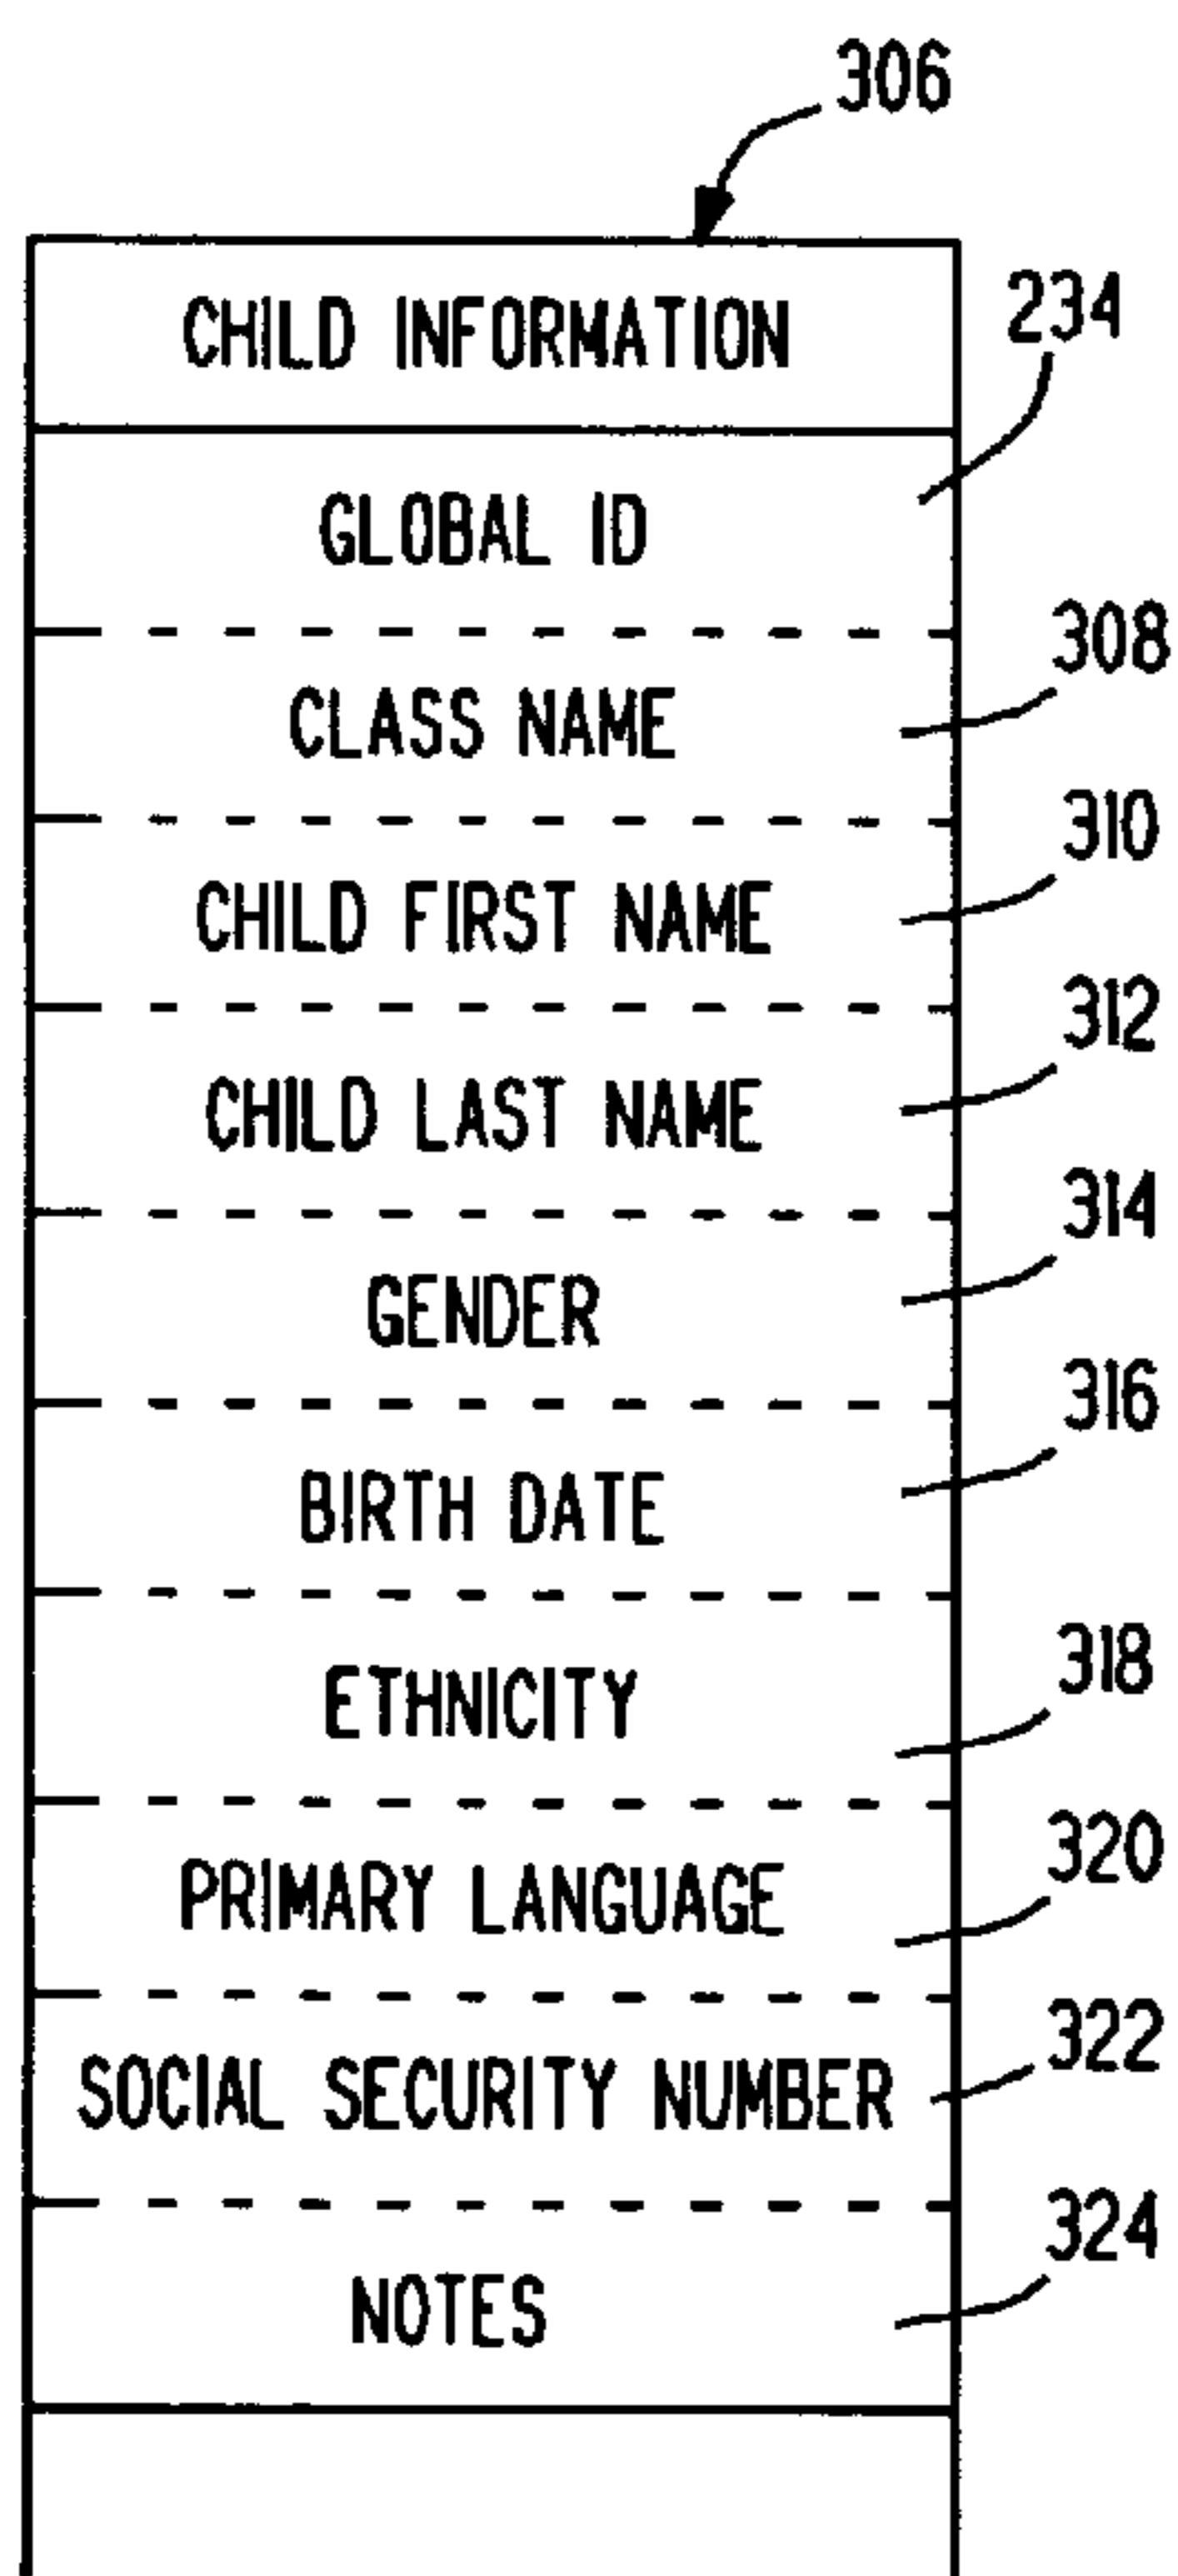 306
CHILD INFORMATION
234
GLOBAL ID
308
CLASS NAME
310
CHILD FIRST NAME
312
CHILD LAST NAME
314
GENDER
316
BIRTH DATE
318
ETHNICITY
320
PRIMARY LANGUAGE
322
SOCIAL SECURITY NUMBER
324
NOTES